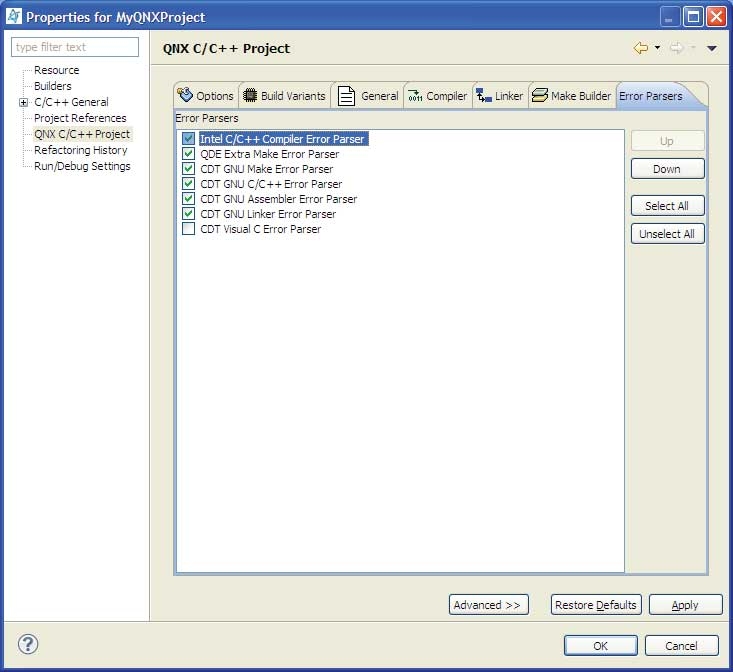 Properties for MyQNXProject
type filter text
Resource
Builders
C/C++ General
Project References
QNX C/C++ Project
Refactoring History
Run/Debug Settings
QNX C/C++ Project
Options Build Variants General Compiler Linker Make Builder Error Parsers
Error Parsers
Intel C/C++ Compiler Error Parser
QDE Extra Make Error Parser
CDT GNU Make Error Parser
CDT GNU C/C++ Error Parser
CDT GNU Assembler Error Parser
CDT GNU Linker Error Parser
CDT Visual C Error Parser
Up
Down
Select All
Unselect All
Advanced >> Restore Defaults Apply
? OK Cancel